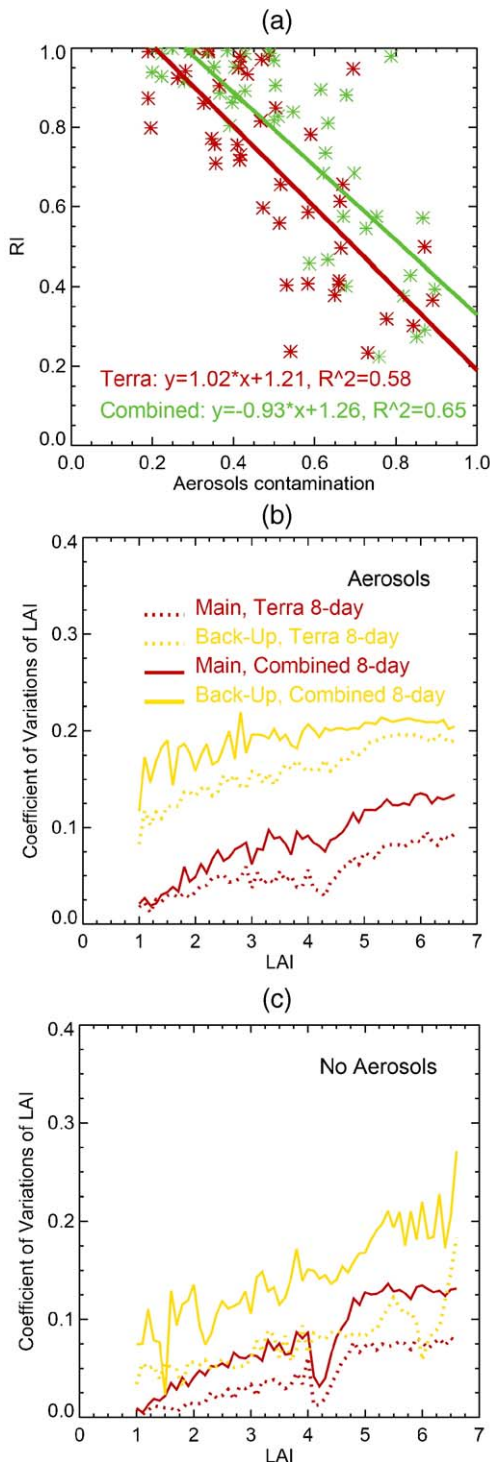 (a)
1.0
0.8
0.6
0.4
0.2
0.0
RI
Terra: y=1.02*x+1.21, R^2=0.58
Combined: y=-0.93*x+1.26, R^2=0.65
0.0 0.2 0.4 0.6 0.8 1.0
Aerosols contamination
(b)
0.4
0.3
0.2
0.1
0.0
Coefficient of Variations of LAI
Aerosols
Main, Terra 8-day
Back-Up, Terra 8-day
Main, Combined 8-day
Back-Up, Combined 8-day
0 1 2 3 4 5 6 7
LAI
(c)
0.4
0.3
0.2
0.1
0.0
Coefficient of Variations of LAI
No Aerosols
0 1 2 3 4 5 6 7
LAI